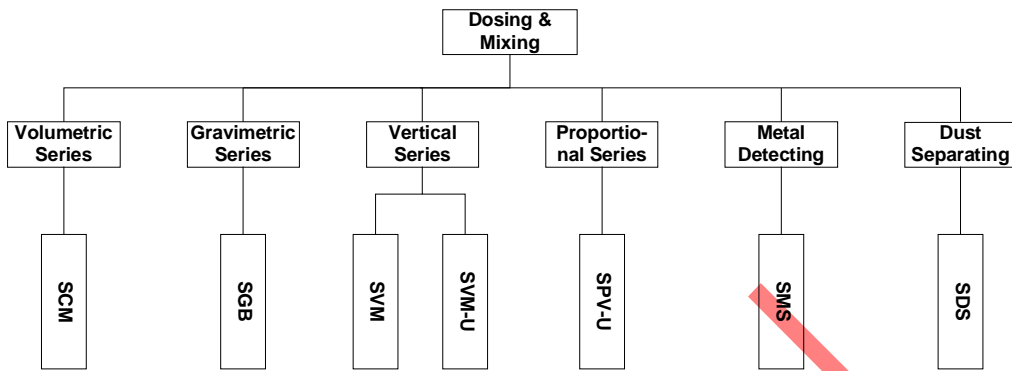 Dosing &
Mixing
Volumetric
Series
Gravimetric
Series
Vertical
Series
Proportio-
nal Series
Metal
Detecting
Dust
Separating
SCM
SGB
SVM
SVM-U
SPV-U
SMS
SDS